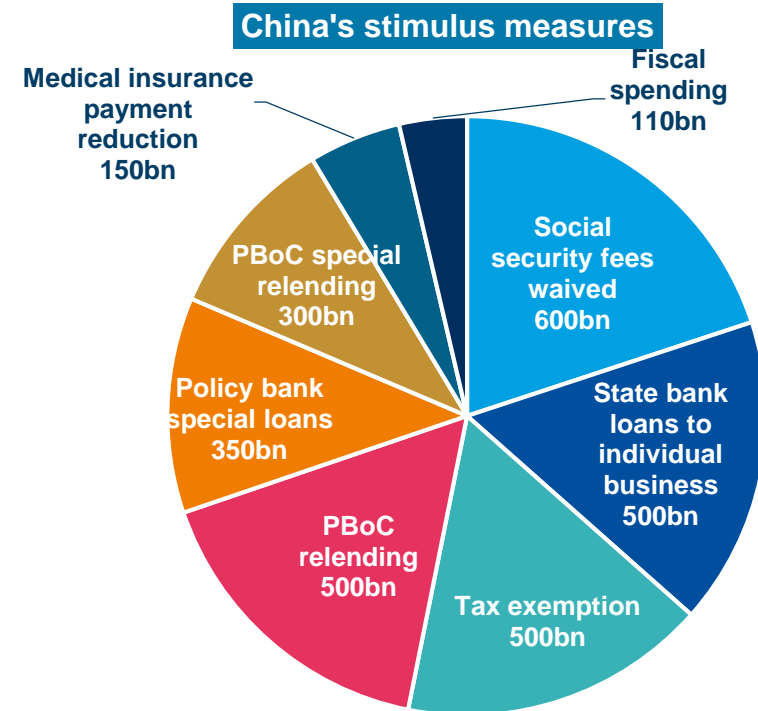 China's stimulus measures
Medical insurance
payment
reduction
150bn
Fiscal
spending
110bn
Social
security fees
waived
600bn
State bank
loans to
individual
business
500bn
Tax exemption
500bn
PBoC
relending
500bn
Policy bank
special loans
350bn
PBoC special
relending
300bn